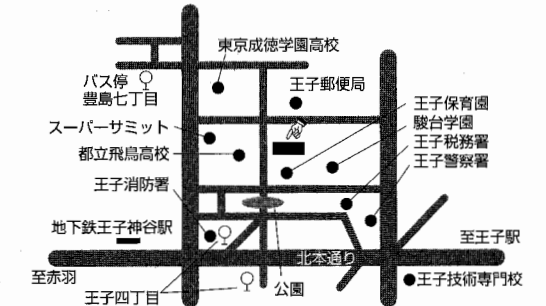 東京成徳学園高校
バス停
豊島七丁目
王子郵便局
王子保育園
スーパーサミット
駿台学園
都立飛鳥高校
王子税務署
王子警察署
王子消防署
地下鉄王子神谷駅
至王子駅
北本通り
至赤羽
公園
王子技術専門校
王子四丁目